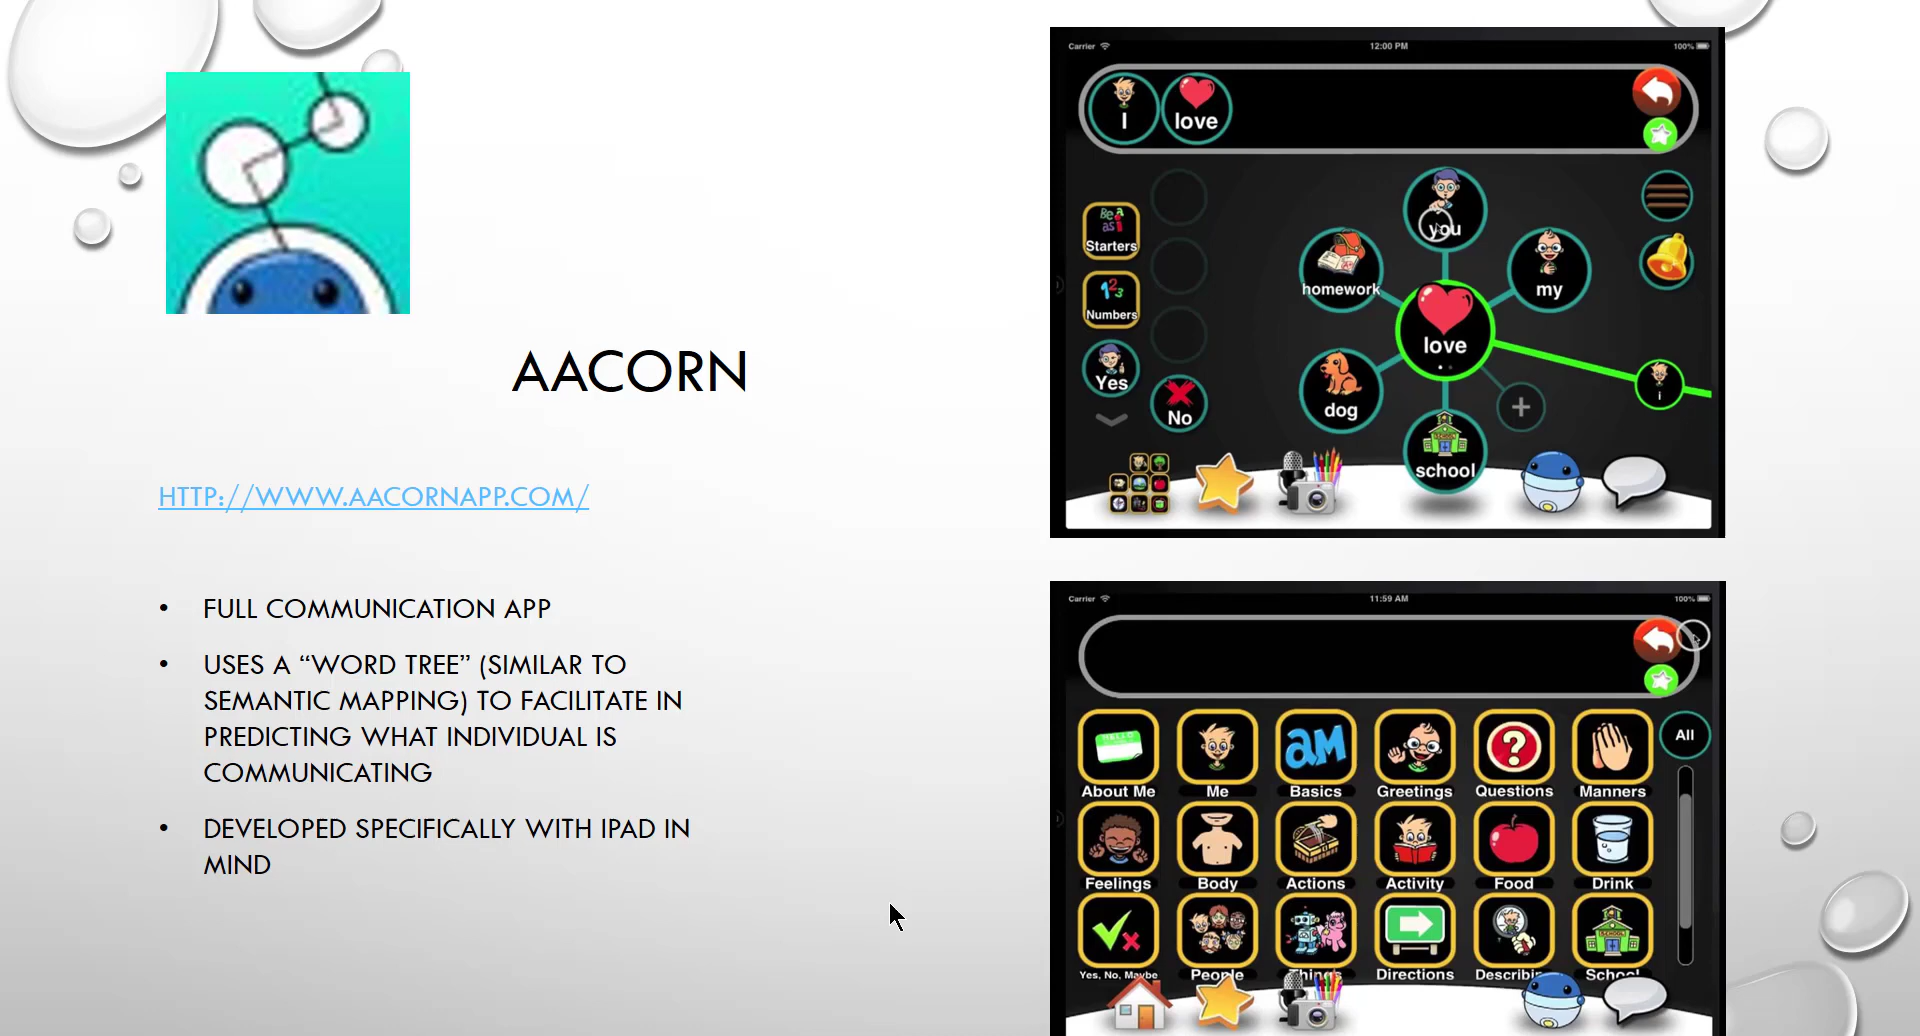 AACORN
HTTP://WWW.AACORNAPP.COM/
• FULL COMMUNICATION APP
• USES A “WORD TREE” (SIMILAR TO
SEMANTIC MAPPING) TO FACILITATE IN
PREDICTING WHAT INDIVIDUAL IS
COMMUNICATING
• DEVELOPED SPECIFICALLY WITH IPAD IN
MIND
Carrier 12:00 PM 100%
I love
you
Starters
homework my
Numbers
love
Yes
i
No
dog
+
school
Carrier 11:59 AM 100%
All
About Me Me Basics Greetings Questions Manners
Feelings Body Actions Activity Food Drink
Yes, No, Maybe People Things Directions Describin School